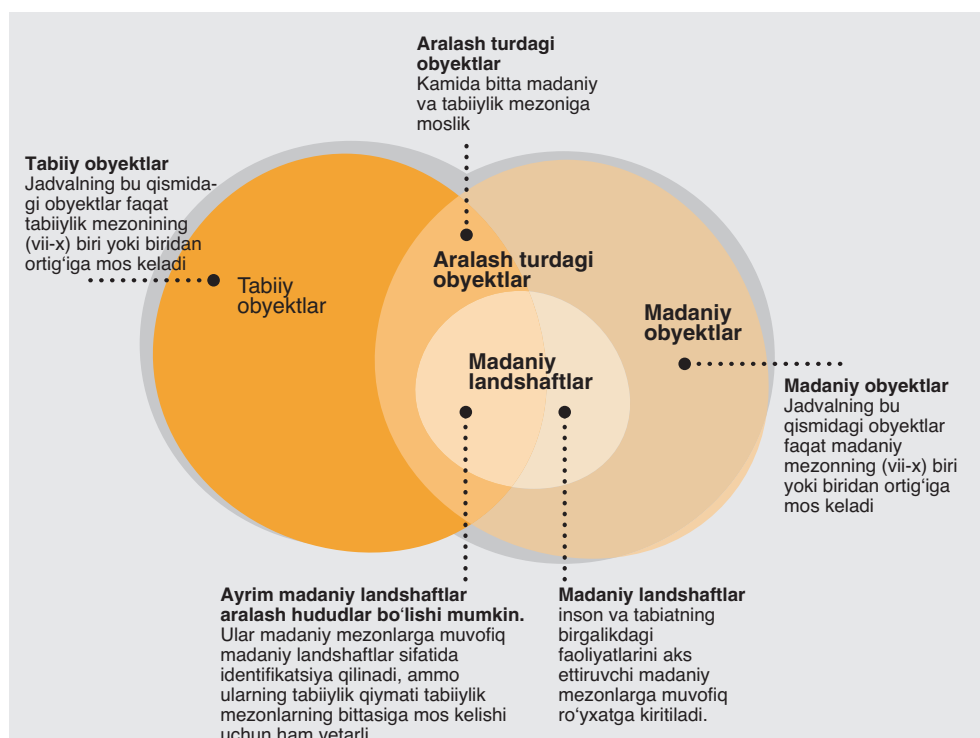 Aralash turdagi
obyektlar
Kamida bitta madaniy
va tabiiylik mezoniga
moslik
Tabiiy obyektlar
Jadvalning bu qismida-
gi obyektlar faqat
tabiiylik mezonining
(vii-x) biri yoki biridan
ortig‘iga mos keladi
Tabiiy
obyektlar
Aralash turdagi
obyektlar
Madaniy
obyektlar
Madaniy
landshaftlar
Madaniy obyektlar
Jadvalning bu
qismidagi obyektlar
faqat madaniy
mezonning (vii-x) biri
yoki biridan ortig‘iga
mos keladi
Ayrim madaniy landshaftlar
aralash hududlar bo‘lishi mumkin.
Ular madaniy mezonlarga muvofiq
madaniy landshaftlar sifatida
identifikatsiya qilinadi, ammo
ularning tabiiylik qiymati tabiiylik
mezonlarning bittasiga mos kelishi
uchun ham yetarli
Madaniy landshaftlar
inson va tabiatning
birgalikdagi
faoliyatlarini aks
ettiruvchi madaniy
mezonlarga muvofiq
ro‘yxatga kiritiladi.